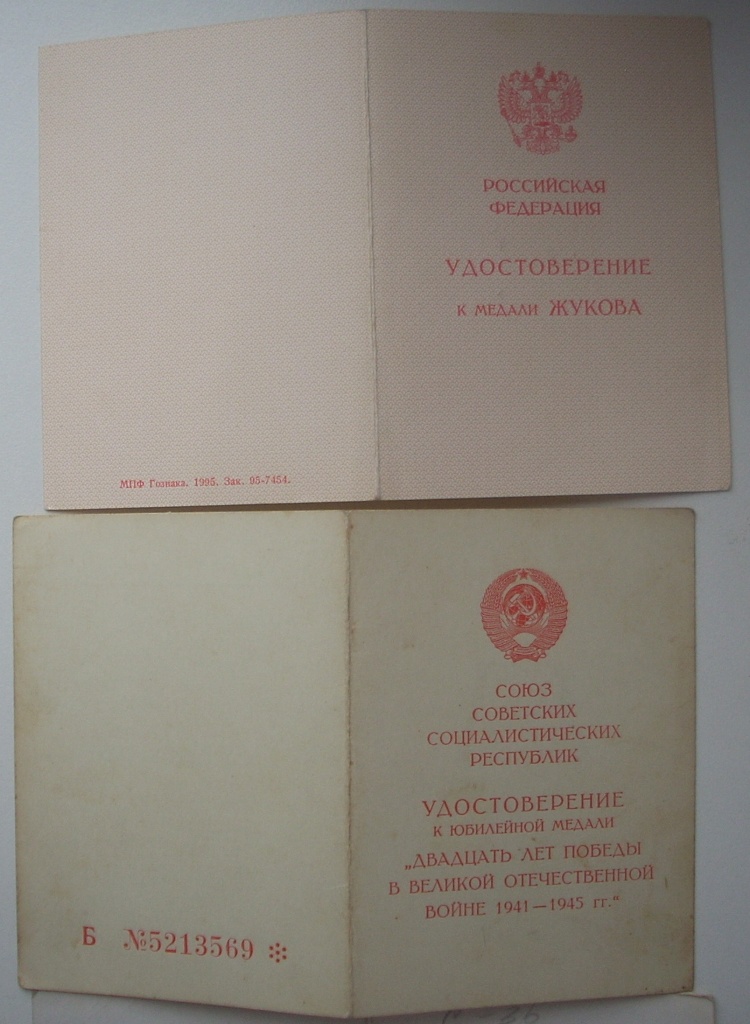 РОССИЙСКАЯ
ФЕДЕРАЦИЯ
УДОСТОВЕРЕНИЕ
К МЕДАЛИ ЖУКОВА
МПФ Гознака. 1995. Зак. 95-7454.
СОЮЗ
СОВЕТСКИХ
СОЦИАЛИСТИЧЕСКИХ
РЕСПУБЛИК
УДОСТОВЕРЕНИЕ
К ЮБИЛЕЙНОЙ МЕДАЛИ
„ДВАДЦАТЬ ЛЕТ ПОБЕДЫ
В ВЕЛИКОЙ ОТЕЧЕСТВЕННОЙ
ВОЙНЕ 1941—1945 гг.“
Б №5213569